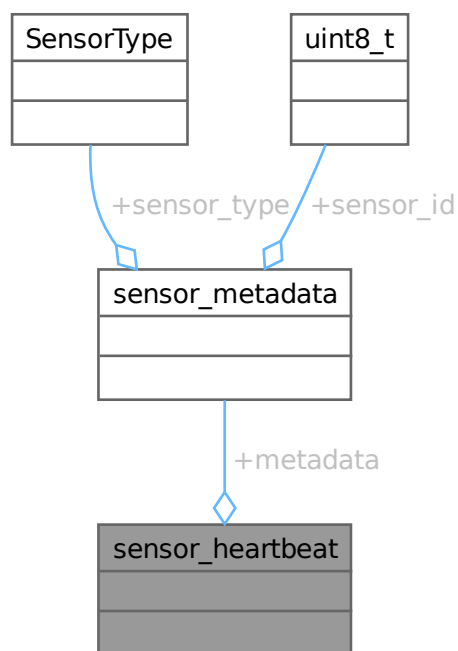 SensorType
uint8_t
+sensor_type
+sensor_id
sensor_metadata
+metadata
sensor_heartbeat